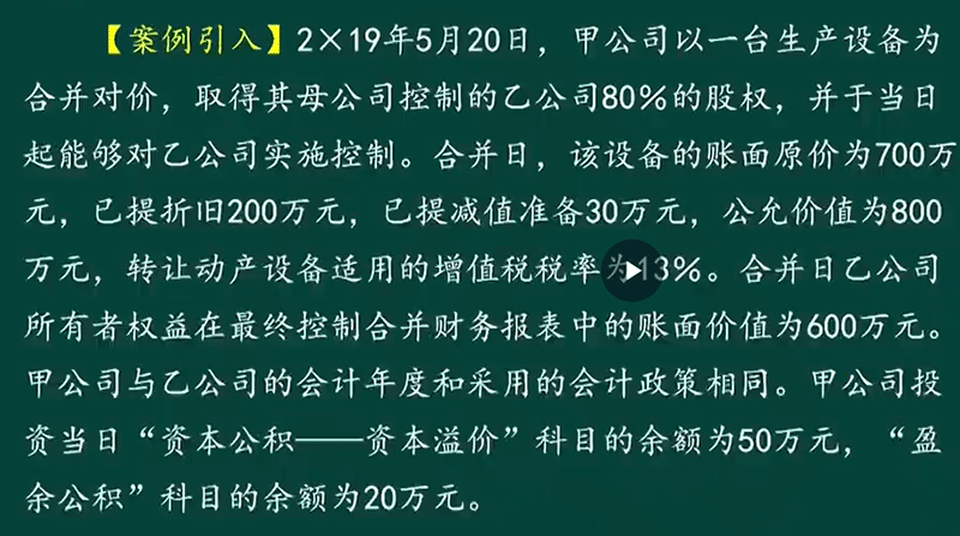 【案例引入】2×19年5月20日，甲公司以一台生产设备为
合并对价，取得其母公司控制的乙公司80%的股权，并于当日
起能够对乙公司实施控制。合并日，该设备的账面原价为700万
元，已提折旧200万元，已提减值准备30万元，公允价值为800
万元，转让动产设备适用的增值税税率为13%。合并日乙公司
所有者权益在最终控制合并财务报表中的账面价值为600万元。
甲公司与乙公司的会计年度和采用的会计政策相同。甲公司投
资当日“资本公积——资本溢价”科目的余额为50万元，“盈
余公积”科目的余额为20万元。